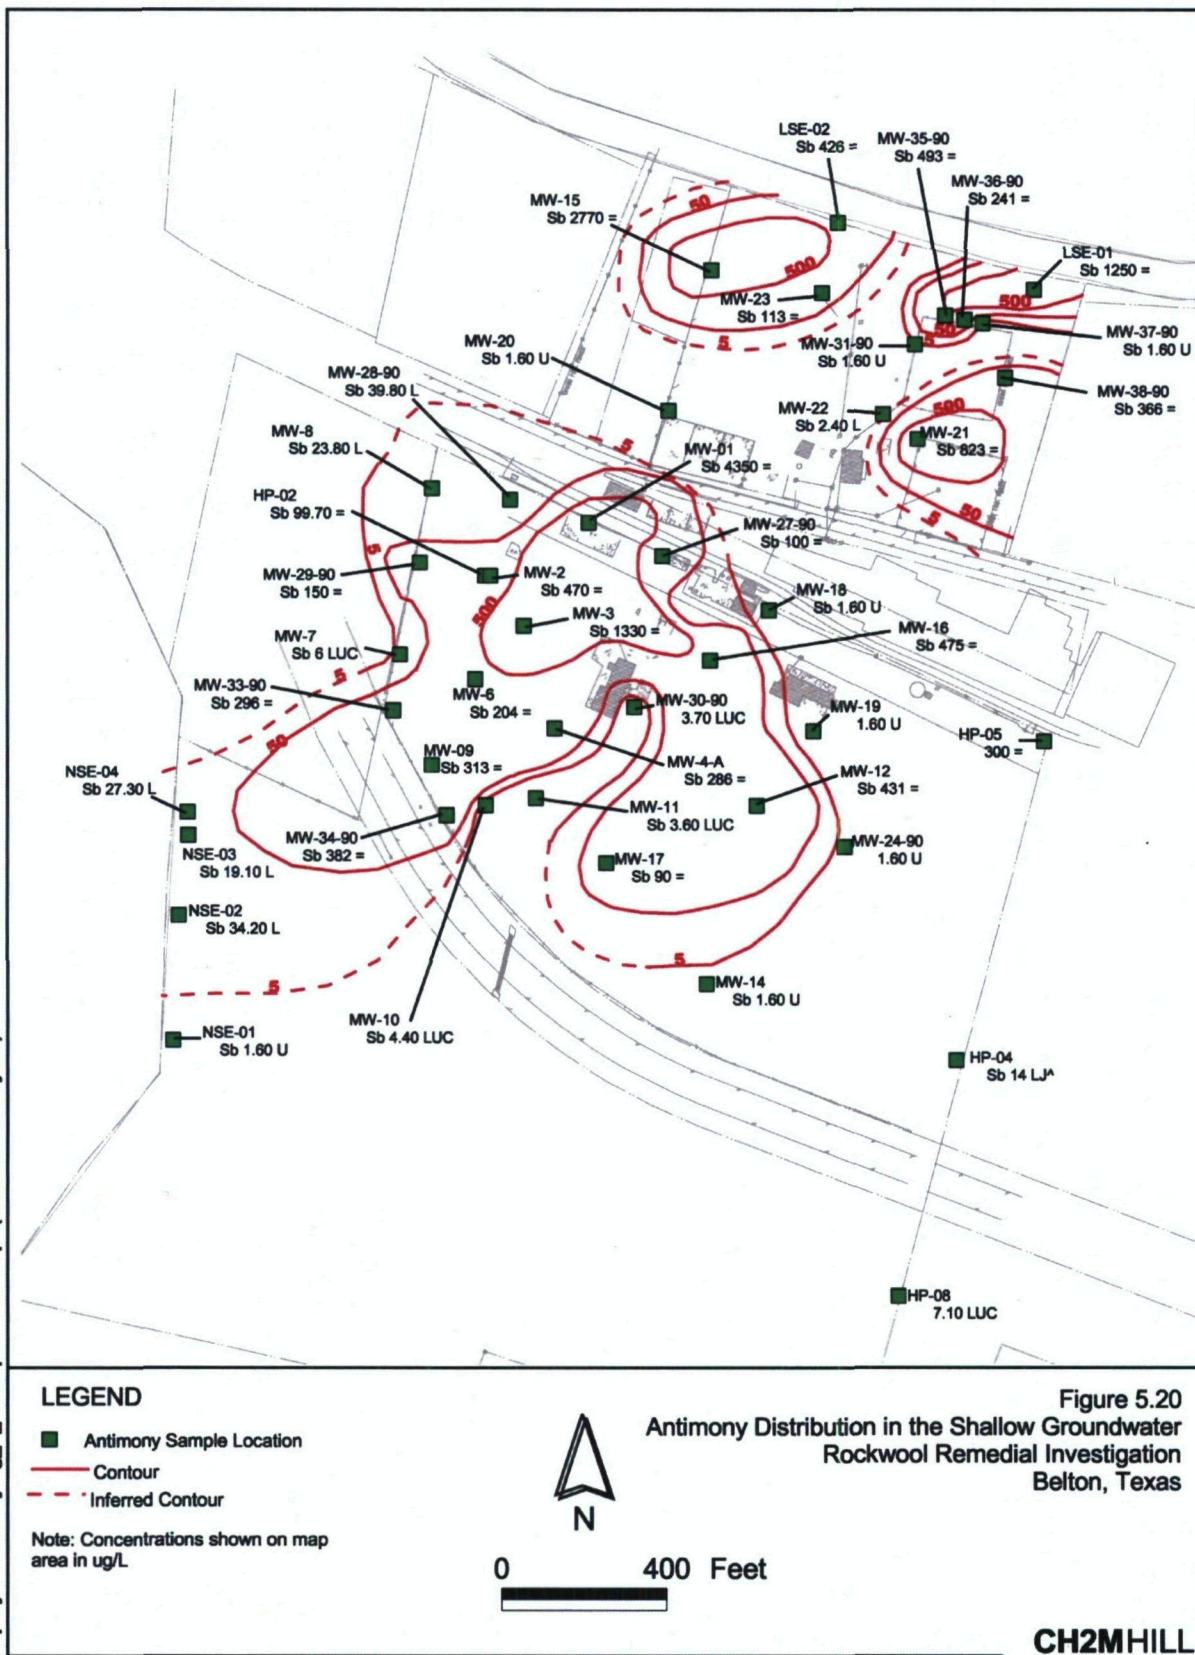 LSE-02
Sb 426 =
MW-35-90
Sb 493 =
MW-36-90
Sb 241 =
MW-15
Sb 2770 =
50
LSE-01
Sb 1250 =
500
MW-23
Sb 113 =
500
50
MW-37-90
Sb 1.60 U
5
MW-31-90
Sb 1.60 U
5
MW-20
Sb 1.60 U
MW-28-90
Sb 39.80 L
MW-38-90
Sb 366 =
MW-22
Sb 2.40 L
500
MW-21
Sb 823 =
MW-8
Sb 23.80 L
5
MW-01
Sb 4350 =
HP-02
Sb 99.70 =
50
5
MW-27-90
Sb 100 =
5
MW-29-90
Sb 150 =
MW-2
Sb 470 =
500
MW-3
Sb 1330 =
MW-18
Sb 1.60 U
MW-7
Sb 6 LUC
MW-16
Sb 475 =
5
MW-33-90
Sb 296 =
MW-6
Sb 204 =
MW-30-90
3.70 LUC
MW-19
1.60 U
HP-05
300 =
50
MW-09
Sb 313 =
MW-4-A
Sb 286 =
NSE-04
Sb 27.30 L
MW-12
Sb 431 =
MW-11
Sb 3.60 LUC
MW-34-90
Sb 382 =
NSE-03
Sb 19.10 L
MW-24-90
1.60 U
MW-17
Sb 90 =
NSE-02
Sb 34.20 L
5
5
MW-14
Sb 1.60 U
MW-10
Sb 4.40 LUC
NSE-01
Sb 1.60 U
HP-04
Sb 14 LJ^
HP-08
7.10 LUC
LEGEND
Antimony Sample Location
Contour
Inferred Contour
Note: Concentrations shown on map
area in ug/L
N
0 400 Feet
Figure 5.20
Antimony Distribution in the Shallow Groundwater
Rockwool Remedial Investigation
Belton, Texas
CH2MHILL